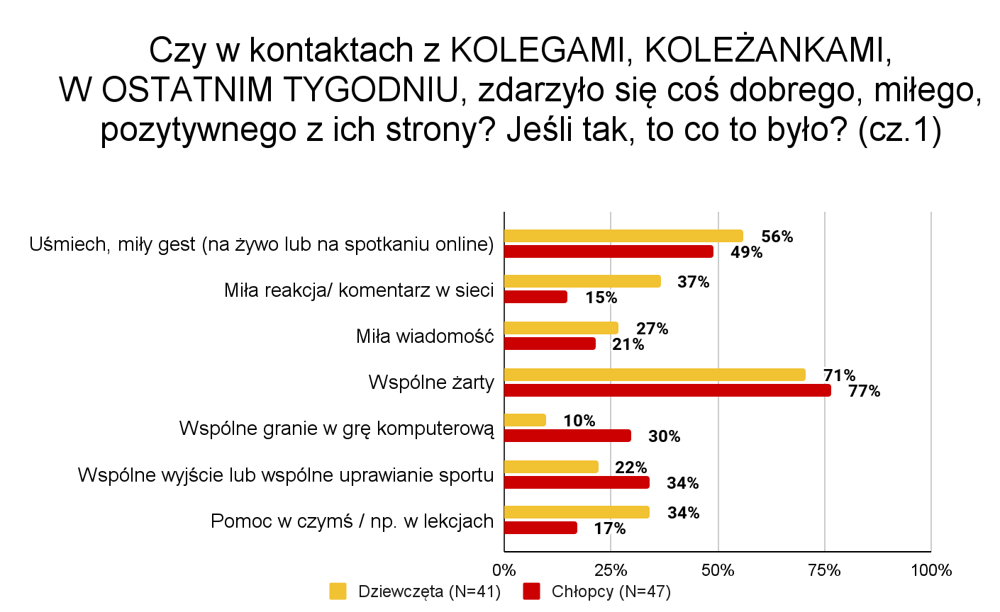 Czy w kontaktach z KOLEGAMI, KOLEŻANKAMI,
W OSTATNIM TYGODNIU, zdarzyło się coś dobrego, miłego,
pozytywnego z ich strony? Jeśli tak, to co to było? (cz.1)
Uśmiech, miły gest (na żywo lub na spotkaniu online)
56%
49%
Miła reakcja/ komentarz w sieci
37%
15%
Miła wiadomość
27%
21%
Wspólne żarty
71%
77%
Wspólne granie w grę komputerową
10%
30%
Wspólne wyjście lub wspólne uprawianie sportu
22%
34%
Pomoc w czymś / np. w lekcjach
34%
17%
0% 25% 50% 75% 100%
Dziewczęta (N=41) Chłopcy (N=47)